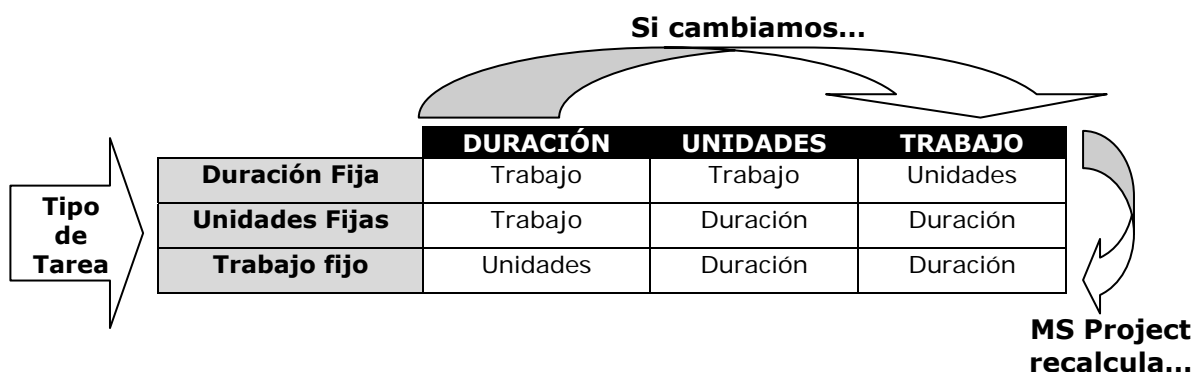 Si cambiamos...
DURACIÓN UNIDADES TRABAJO
Duración Fija Trabajo Trabajo Unidades
Unidades Fijas Trabajo Duración Duración
Trabajo fijo Unidades Duración Duración
Tipo
de
Tarea
MS Project
recalcula...